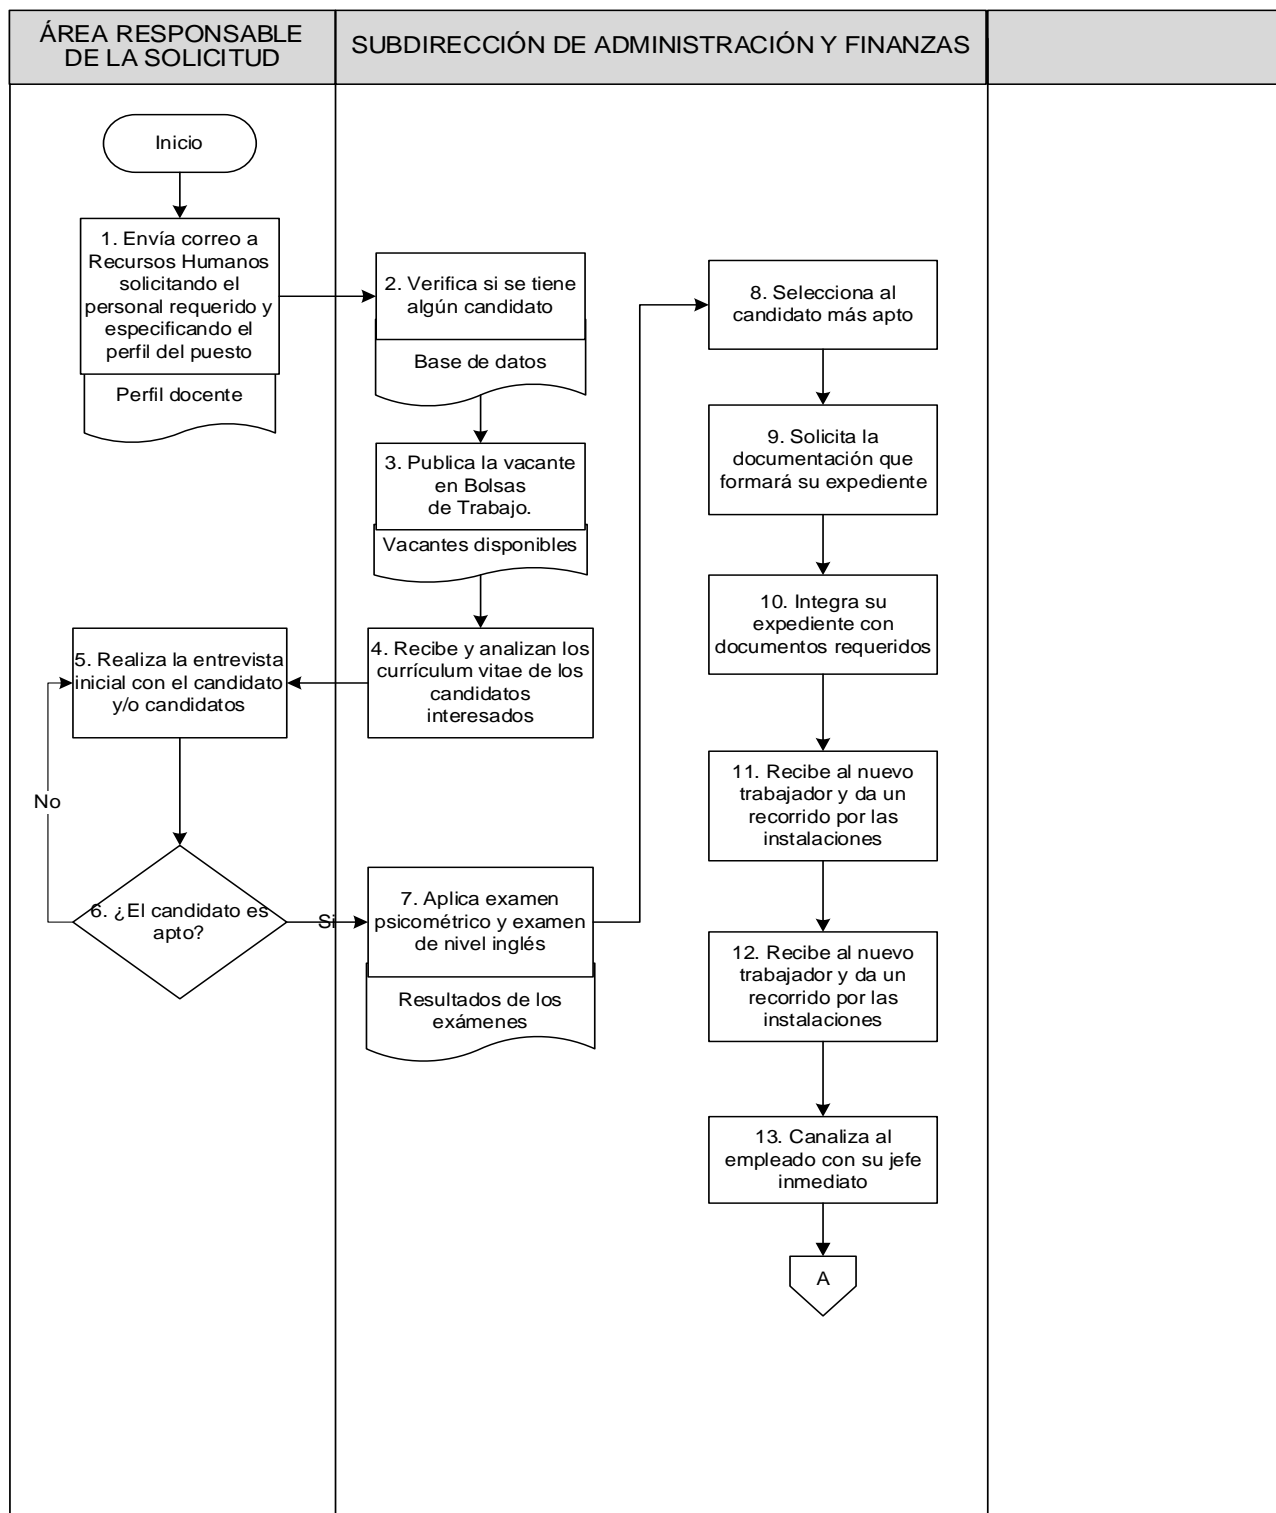 ÁREA RESPONSABLE
DE LA SOLICITUD
SUBDIRECCIÓN DE ADMINISTRACIÓN Y FINANZAS
Inicio
1. Envía correo a
Recursos Humanos
solicitando el
personal requerido y
especificando el
perfil del puesto
Perfil docente
2. Verifica si se tiene
algún candidato
Base de datos
3. Publica la vacante
en Bolsas
de Trabajo.
Vacantes disponibles
4. Recibe y analizan los
currículum vitae de los
candidatos
interesados
5. Realiza la entrevista
inicial con el candidato
y/o candidatos
No
6. ¿El candidato es
apto?
Si
7. Aplica examen
psicométrico y examen
de nivel inglés
Resultados de los
exámenes
8. Selecciona al
candidato más apto
9. Solicita la
documentación que
formará su expediente
10. Integra su
expediente con
documentos requeridos
11. Recibe al nuevo
trabajador y da un
recorrido por las
instalaciones
12. Recibe al nuevo
trabajador y da un
recorrido por las
instalaciones
13. Canaliza al
empleado con su jefe
inmediato
A